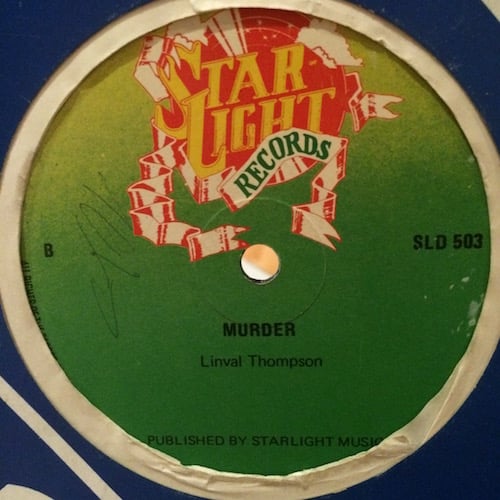 STAR
LIGHT
RECORDS
B
SLD 503
MURDER
Linval Thompson
PUBLISHED BY STARLIGHT MUSIC